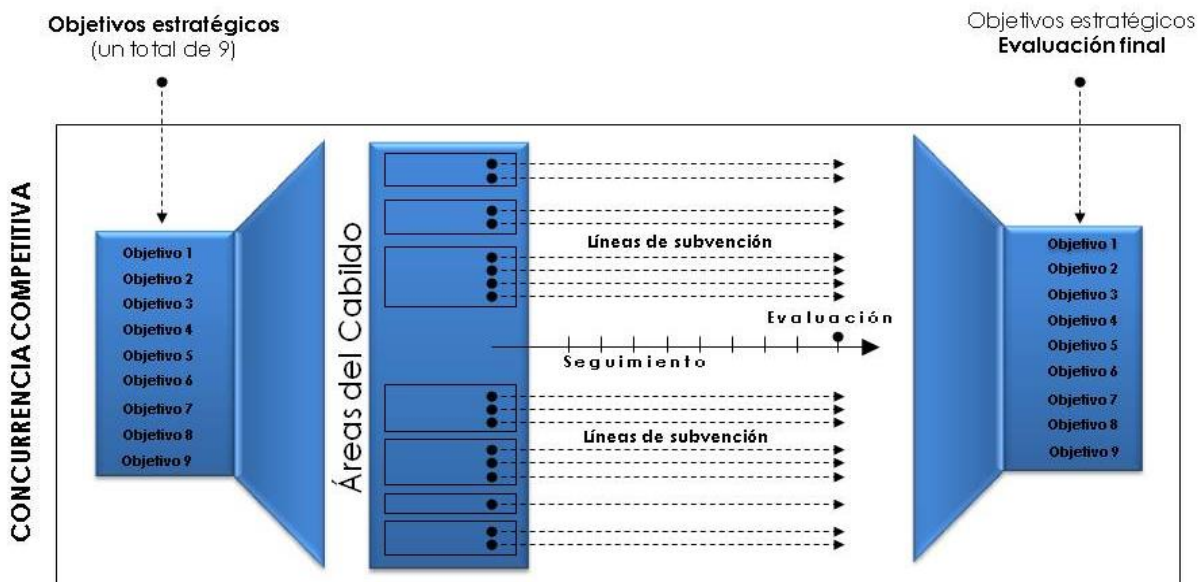 Objetivos estratégicos
(un total de 9)
Objetivos estratégicos
Evaluación final
CONCURRENCIA COMPETITIVA
Objetivo 1
Objetivo 2
Objetivo 3
Objetivo 4
Objetivo 5
Objetivo 6
Objetivo 7
Objetivo 8
Objetivo 9
Áreas del Cabildo
Líneas de subvención
Evaluación
Seguimiento
Líneas de subvención
Objetivo 1
Objetivo 2
Objetivo 3
Objetivo 4
Objetivo 5
Objetivo 6
Objetivo 7
Objetivo 8
Objetivo 9